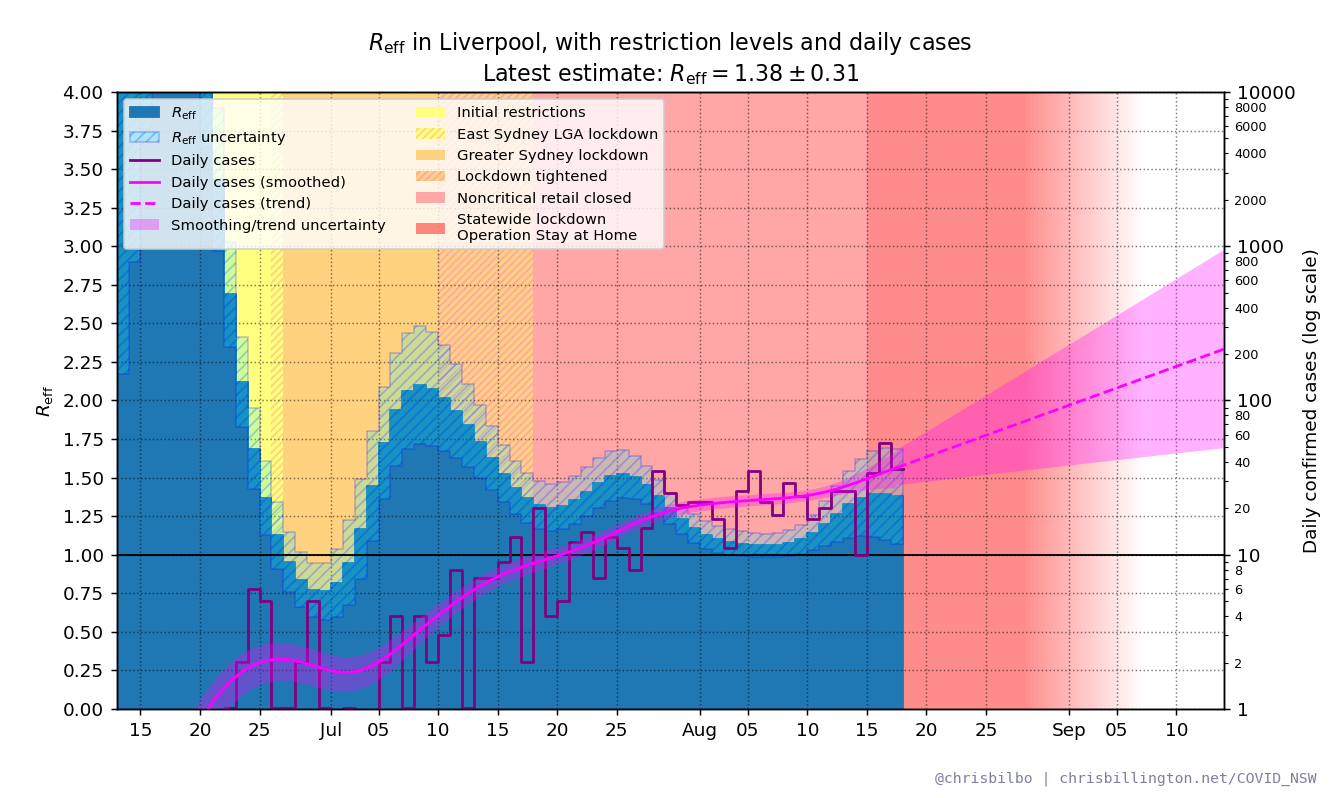 Reff in Liverpool, with restriction levels and daily cases
Latest estimate: Reff = 1.38 ± 0.31
Reff
Reff uncertainty
Daily cases
Daily cases (smoothed)
Daily cases (trend)
Smoothing/trend uncertainty
Initial restrictions
East Sydney LGA lockdown
Greater Sydney lockdown
Lockdown tightened
Noncritical retail closed
Statewide lockdown
Operation Stay at Home
Reff
4.00
3.75
3.50
3.25
3.00
2.75
2.50
2.25
2.00
1.75
1.50
1.25
1.00
0.75
0.50
0.25
0.00
15 20 25 Jul 05 10 15 20 25 Aug 05 10 15 20 25 Sep 05 10
10000
8000
6000
4000
2000
1000
800
600
400
200
100
80
60
40
20
10
8
6
4
2
1
Daily confirmed cases (log scale)
@chrisbilbo | chrisbillington.net/COVID_NSW